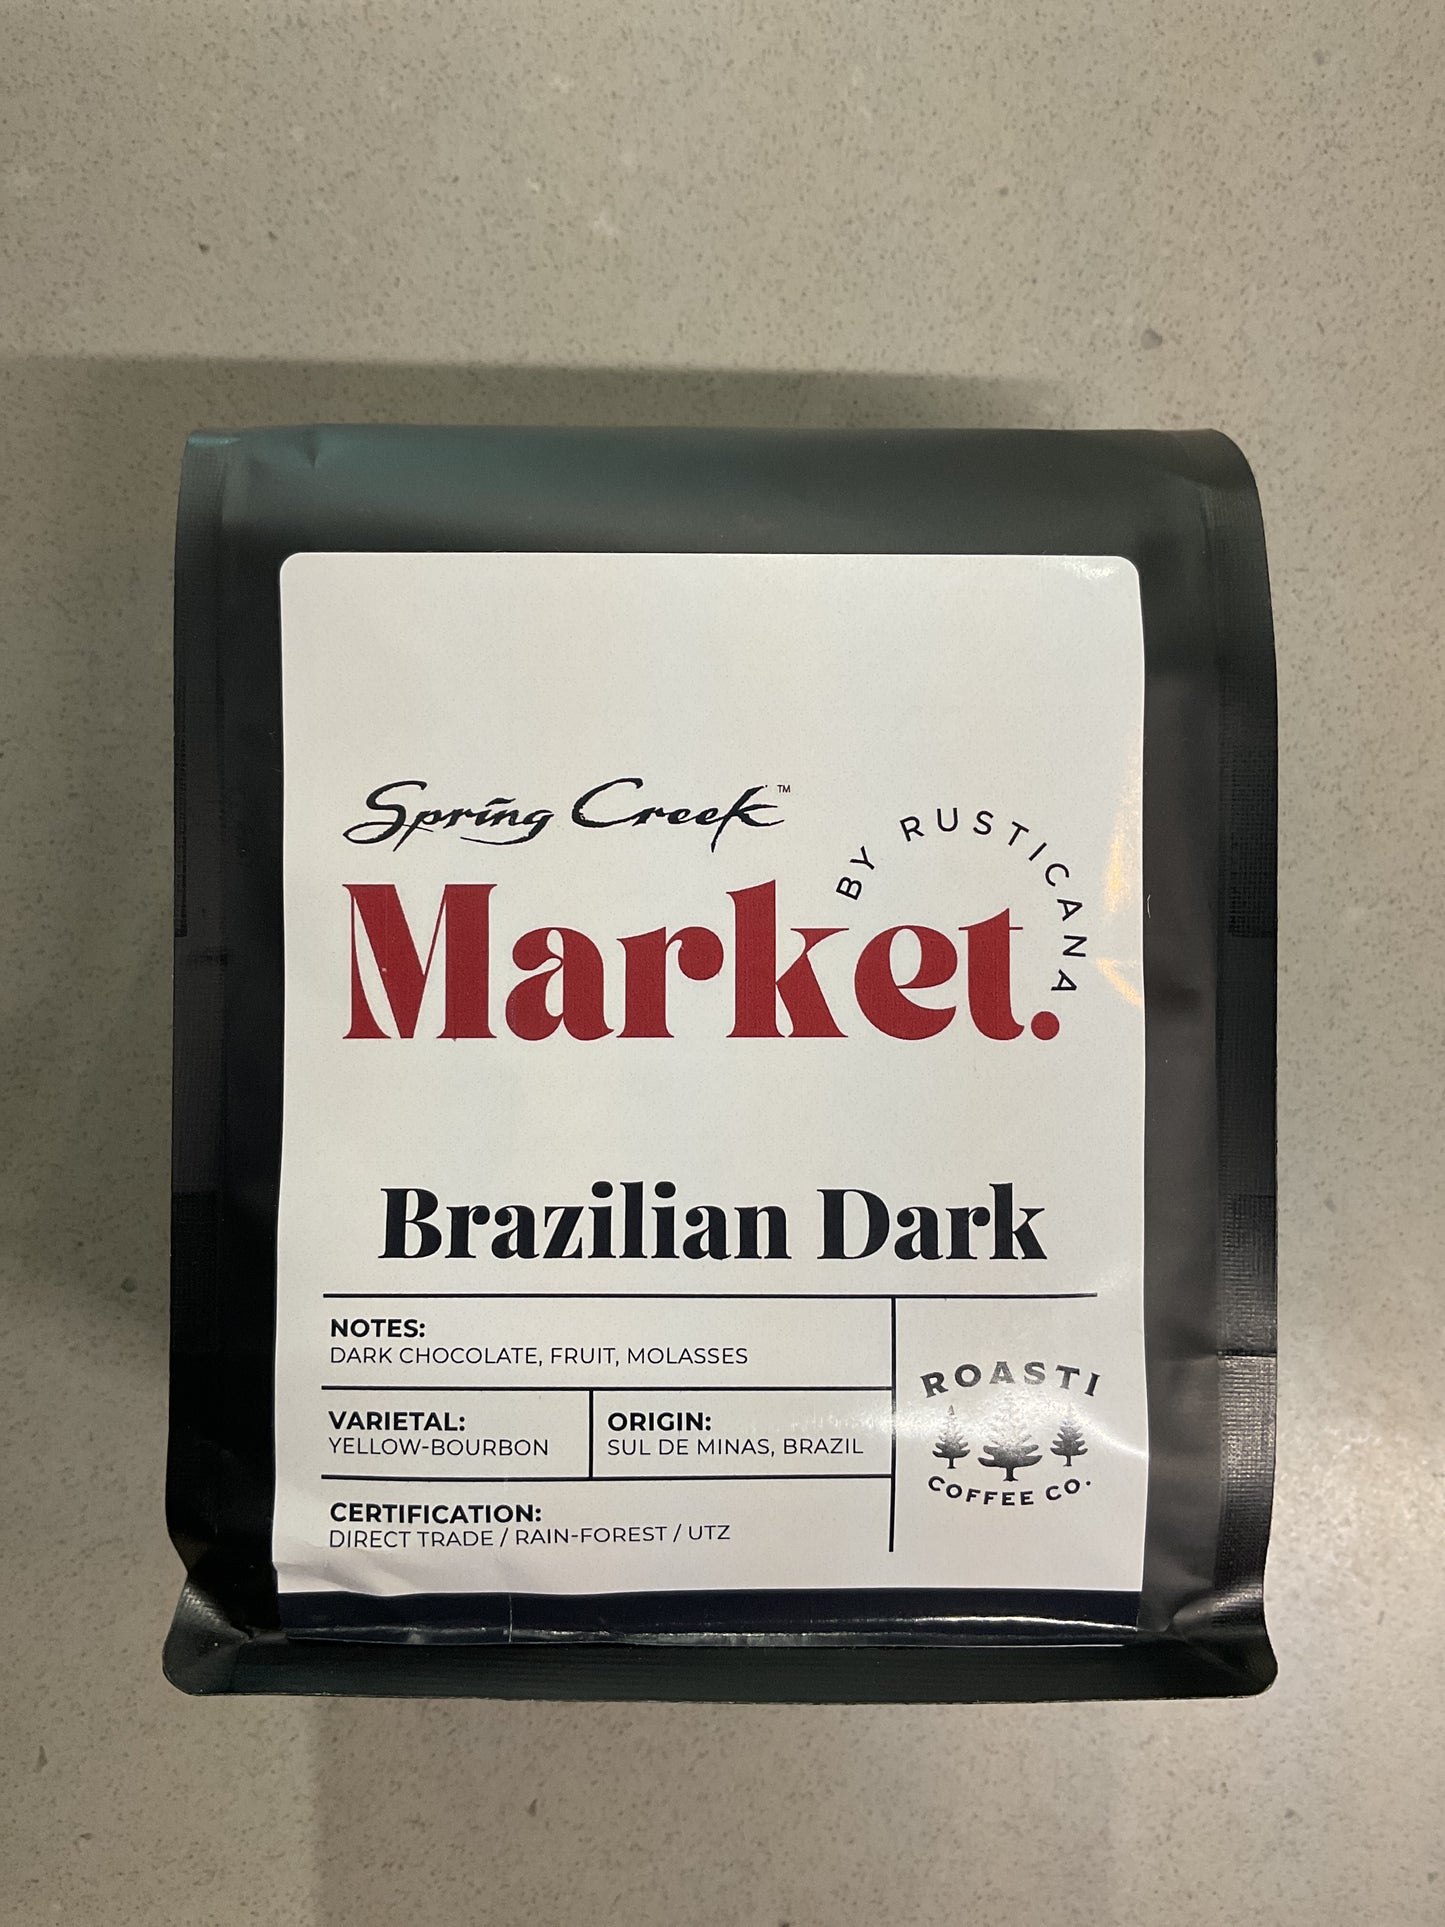 Spring Creek™
BY RUSTICANA
Market.
Brazilian Dark
NOTES:
DARK CHOCOLATE, FRUIT, MOLASSES
VARIETAL:
YELLOW-BOURBON
ORIGIN:
SUL DE MINAS, BRAZIL
CERTIFICATION:
DIRECT TRADE / RAIN-FOREST / UTZ
ROASTI
COFFEE CO.